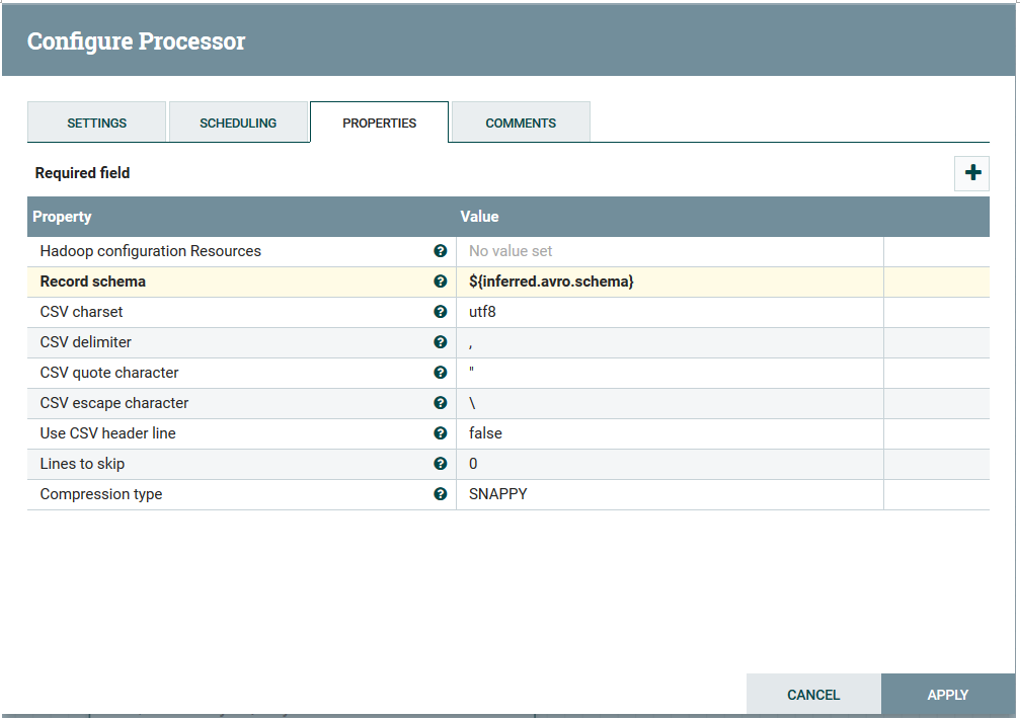 Configure Processor
SETTINGS SCHEDULING PROPERTIES COMMENTS
Required field
Property Value
Hadoop configuration Resources No value set
Record schema ${inferred.avro.schema}
CSV charset utf8
CSV delimiter ,
CSV quote character "
CSV escape character \
Use CSV header line false
Lines to skip 0
Compression type SNAPPY
CANCEL APPLY